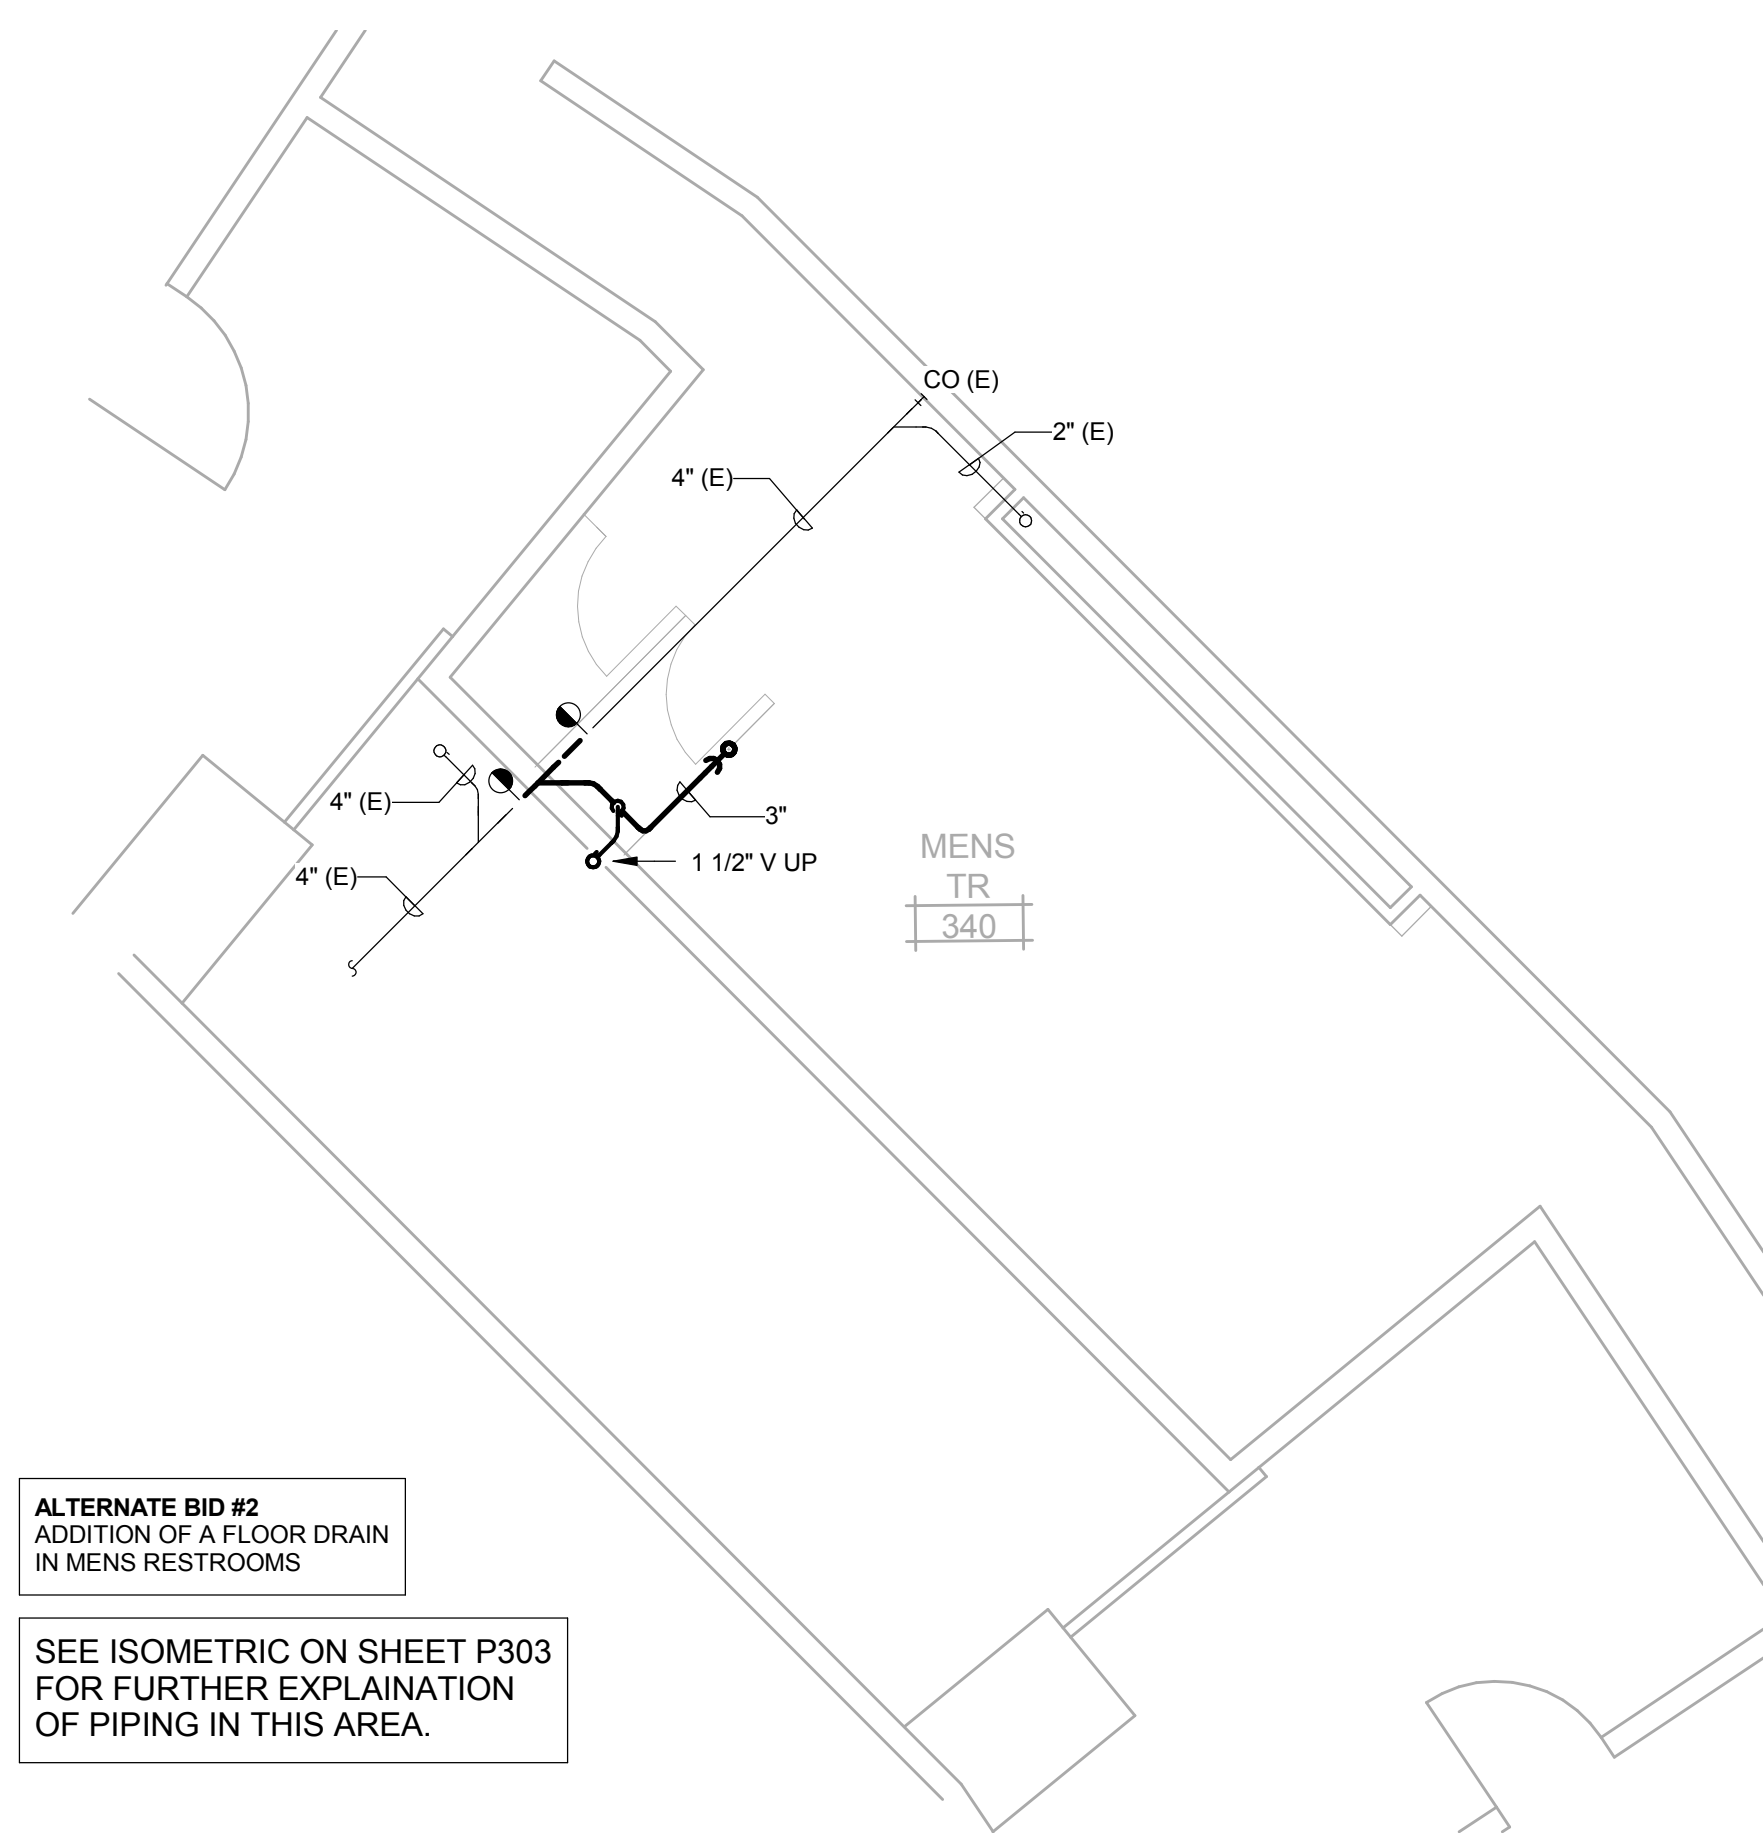 CO (E)
2" (E)
4" (E)
4" (E)
3"
1 1/2" V UP
4" (E)
MENS
TR
340
ALTERNATE BID #2
ADDITION OF A FLOOR DRAIN
IN MENS RESTROOMS
SEE ISOMETRIC ON SHEET P303
FOR FURTHER EXPLAINATION
OF PIPING IN THIS AREA.